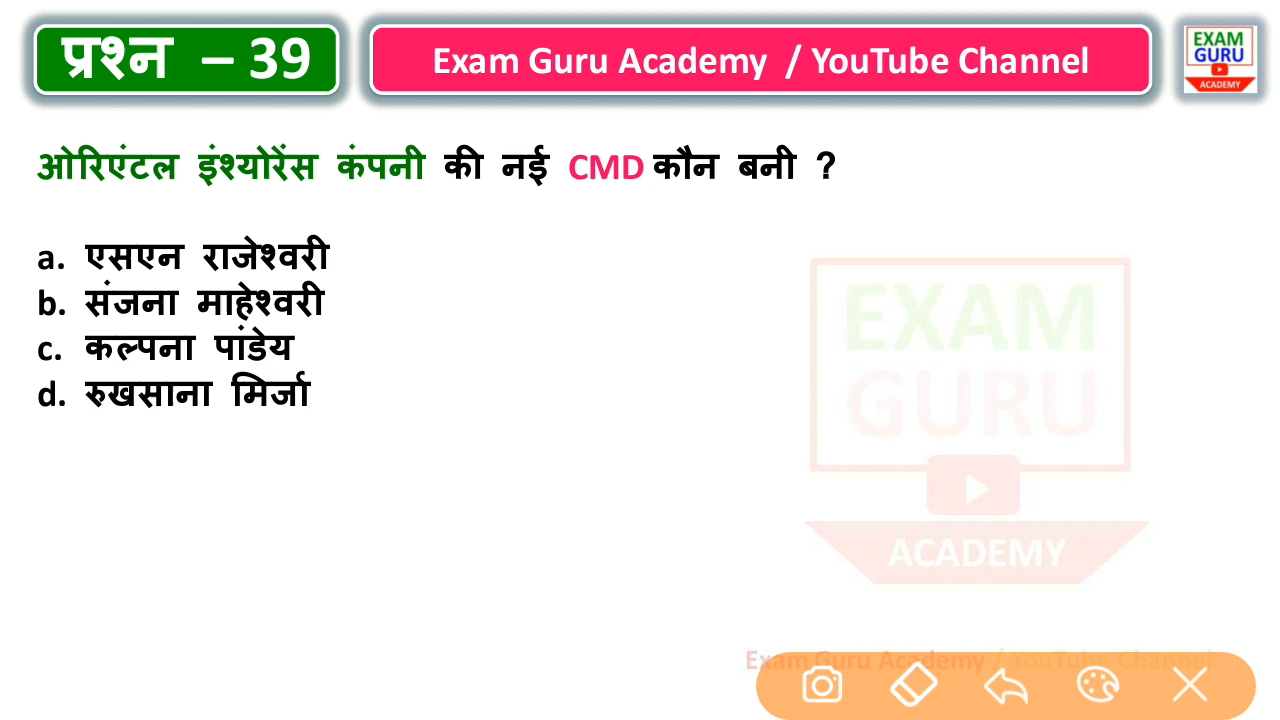 प्रश्न – 39
Exam Guru Academy / YouTube Channel
EXAM
GURU
ACADEMY
ओरिएंटल इंश्योरेंस कंपनी की नई CMD कौन बनी ?
a. एसएन राजेश्वरी
b. संजना माहेश्वरी
c. कल्पना पांडेय
d. रुखसाना मिर्जा
EXAM
GURU
ACADEMY
Exam Guru Academy / YouTube Channel